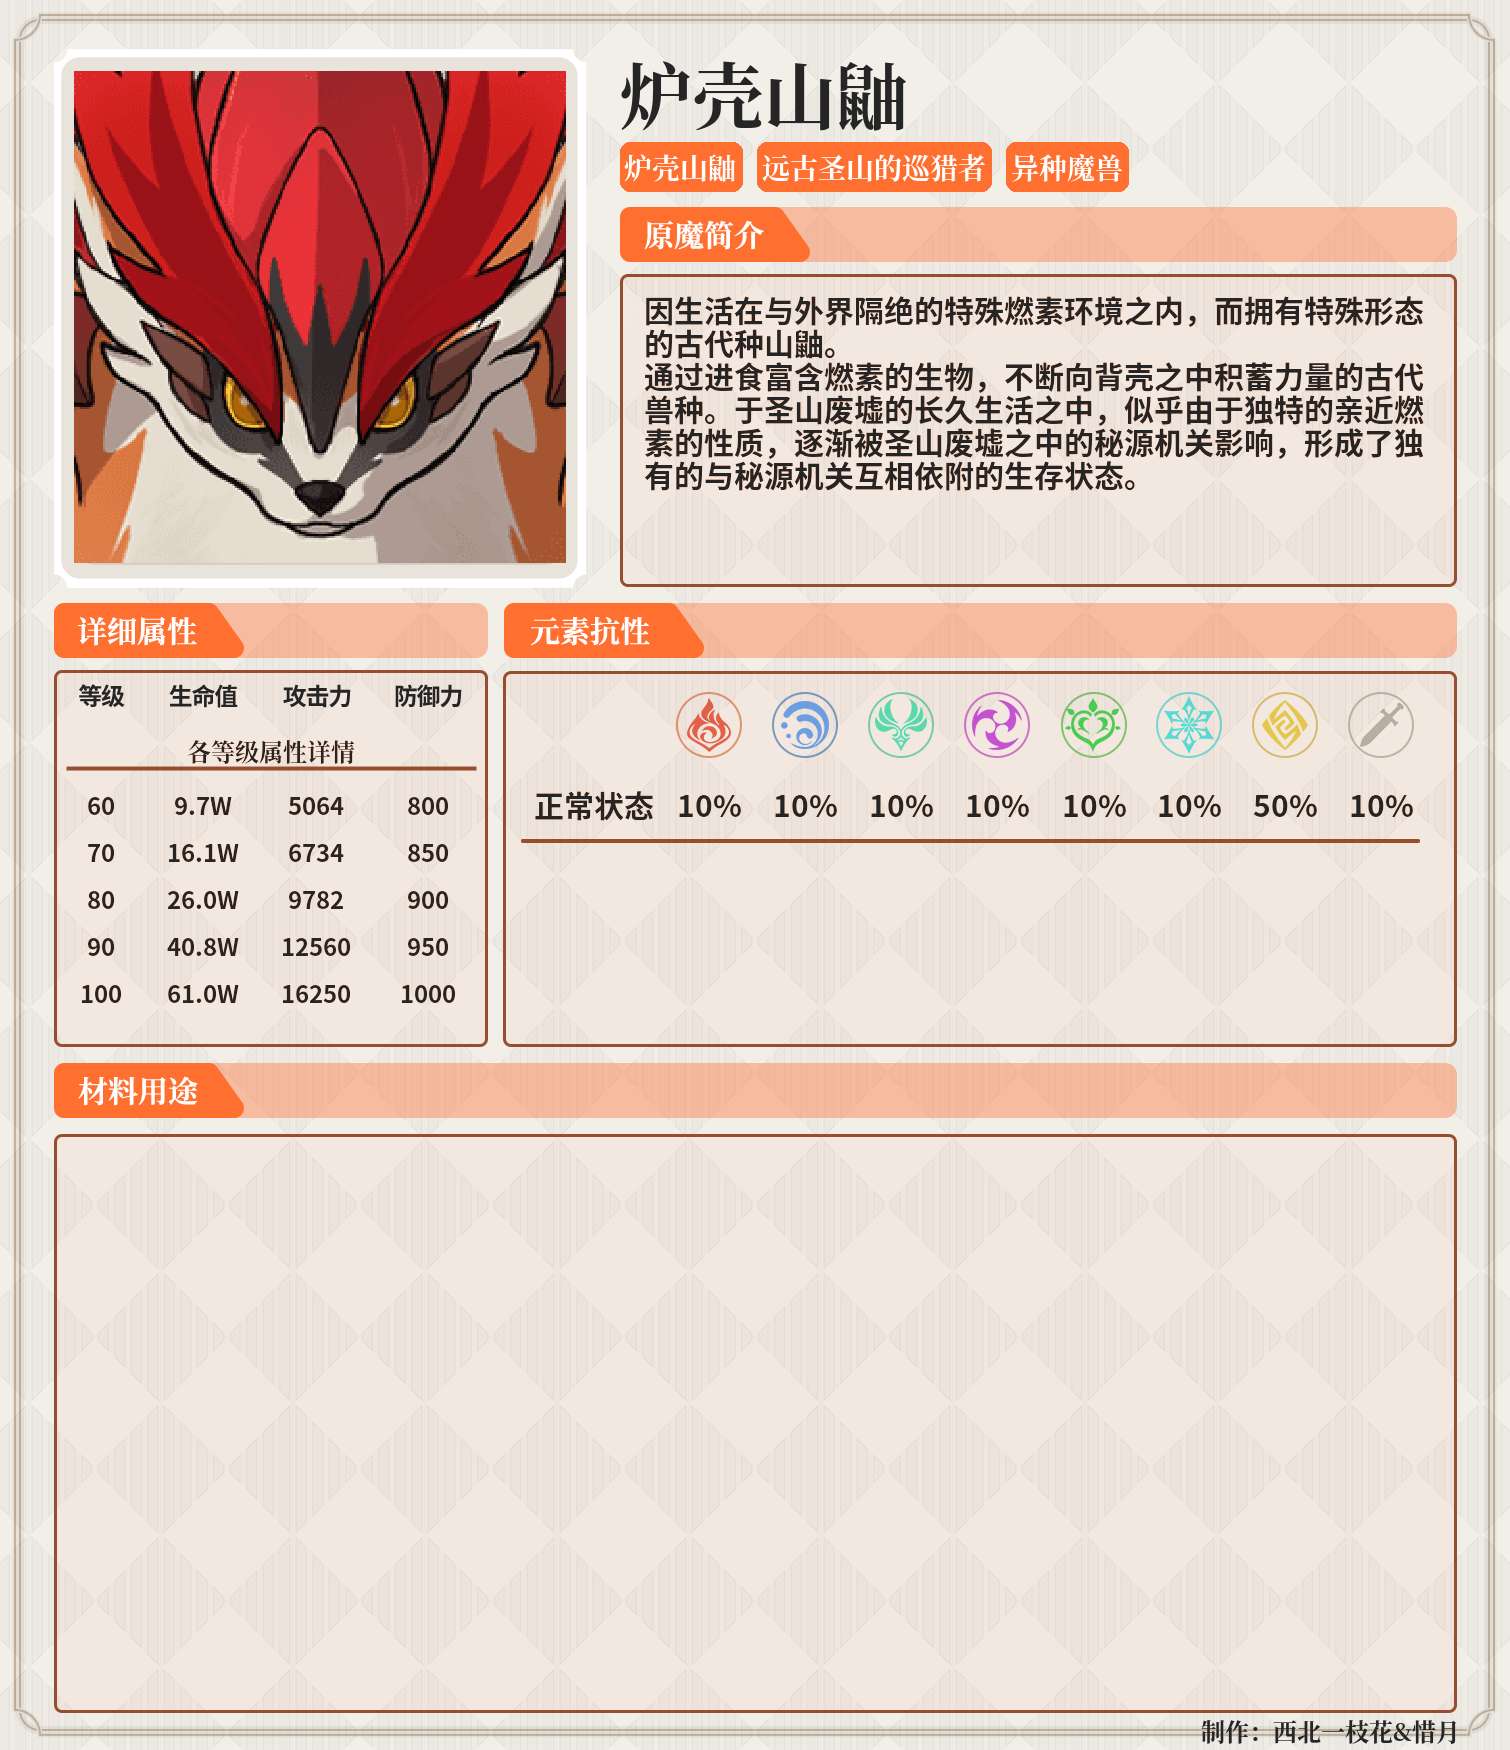 炉壳山鼬
炉壳山鼬 远古圣山的巡猎者 异种魔兽
原魔简介
因生活在与外界隔绝的特殊燃素环境之内，而拥有特殊形态
的古代种山鼬。
通过进食富含燃素的生物，不断向背壳之中积蓄力量的古代
兽种。于圣山废墟的长久生活之中，似乎由于独特的亲近燃
素的性质，逐渐被圣山废墟之中的秘源机关影响，形成了独
有的与秘源机关互相依附的生存状态。
详细属性
等级 生命值 攻击力 防御力
各等级属性详情
60 9.7W 5064 800
70 16.1W 6734 850
80 26.0W 9782 900
90 40.8W 12560 950
100 61.0W 16250 1000
元素抗性
正常状态 10% 10% 10% 10% 10% 10% 50% 10%
材料用途
制作：西北一枝花&惜月